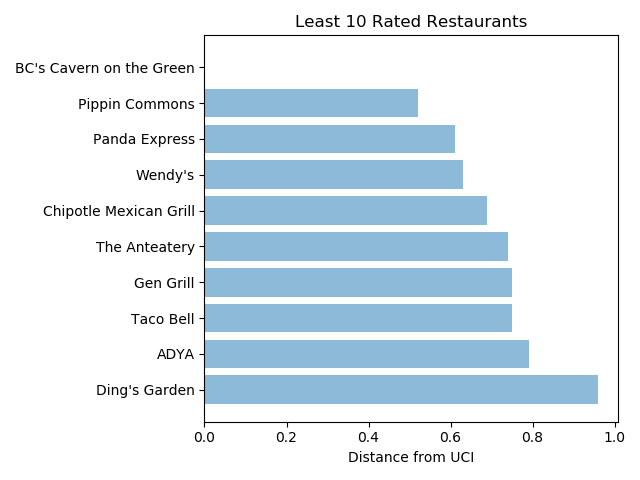 Least 10 Rated Restaurants
BC's Cavern on the Green
Pippin Commons
Panda Express
Wendy's
Chipotle Mexican Grill
The Anteatery
Gen Grill
Taco Bell
ADYA
Ding's Garden
0.0 0.2 0.4 0.6 0.8 1.0
Distance from UCI